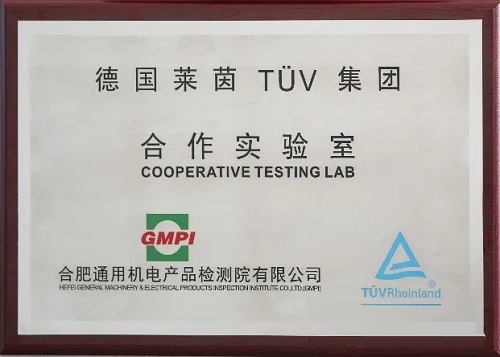 德国莱茵 TÜV 集团
合作实验室
COOPERATIVE TESTING LAB
GMPI
合肥通用机电产品检测院有限公司
HEFEI GENERAL MACHINERY & ELECTRICAL PRODUCTS INSPECTION INSTITUTE CO.,LTD.(GMPI)
®
TÜVRheinland